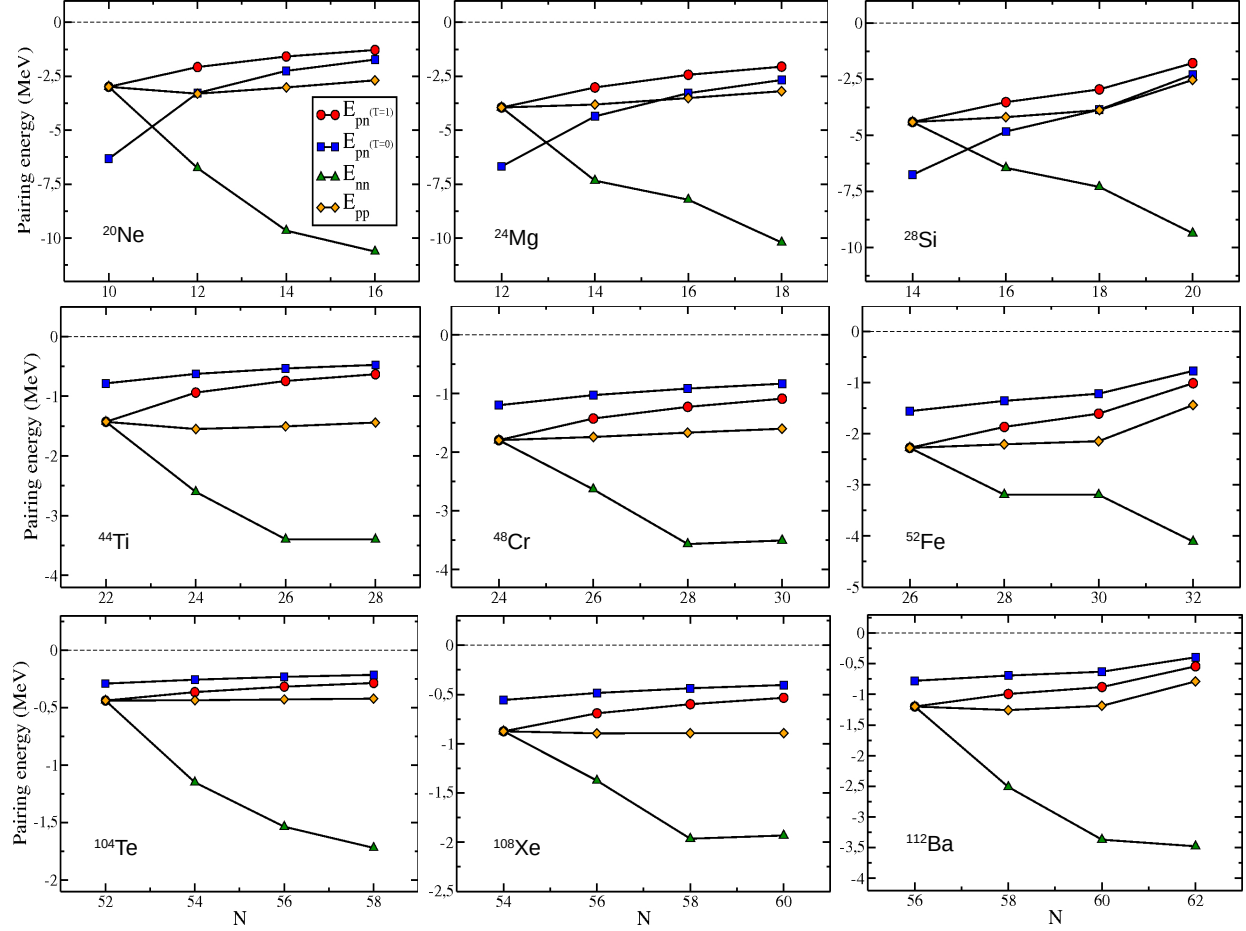 Pairing energy (MeV)
0
-2,5
-5
-7,5
-10
10 12 14 16
²⁰Ne
E pn (T=1)
E pn (T=0)
E nn
E pp
0
-2,5
-5
-7,5
-10
12 14 16 18
²⁴Mg
0
-2,5
-5
-7,5
-10
14 16 18 20
²⁸Si
Pairing energy (MeV)
0
-1
-2
-3
-4
22 24 26 28
⁴⁴Ti
0
-1
-2
-3
-4
24 26 28 30
⁴⁸Cr
0
-1
-2
-3
-4
-5
26 28 30 32
⁵²Fe
Pairing energy (MeV)
0
-0,5
-1
-1,5
-2
52 54 56 58
N
¹⁰⁴Te
0
-0,5
-1
-1,5
-2
-2,5
54 56 58 60
N
¹⁰⁸Xe
0
-0,5
-1
-1,5
-2
-2,5
-3
-3,5
-4
56 58 60 62
N
¹¹²Ba